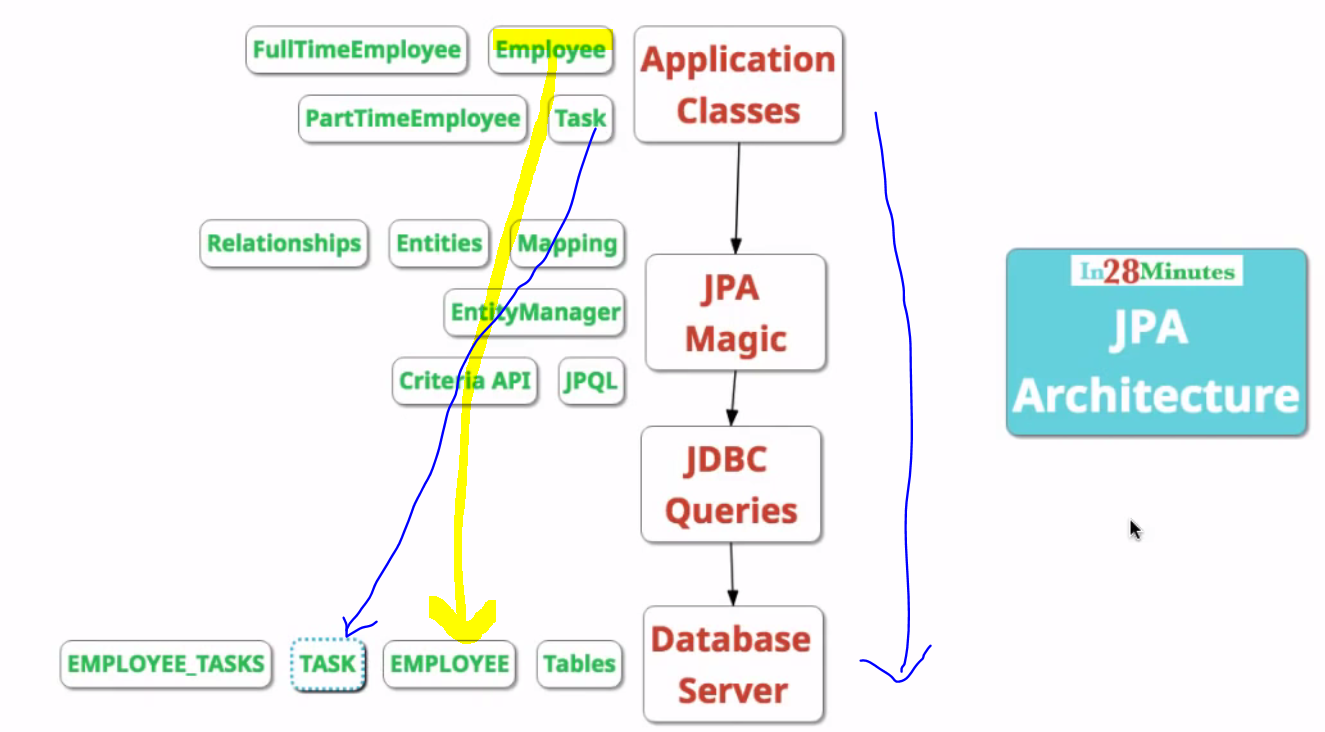 FullTimeEmployee
Employee
Application
Classes
PartTimeEmployee
Task
Relationships
Entities
Mapping
JPA
Magic
In28Minutes
JPA
Architecture
EntityManager
Criteria API
JPQL
JDBC
Queries
EMPLOYEE_TASKS
TASK
EMPLOYEE
Tables
Database
Server